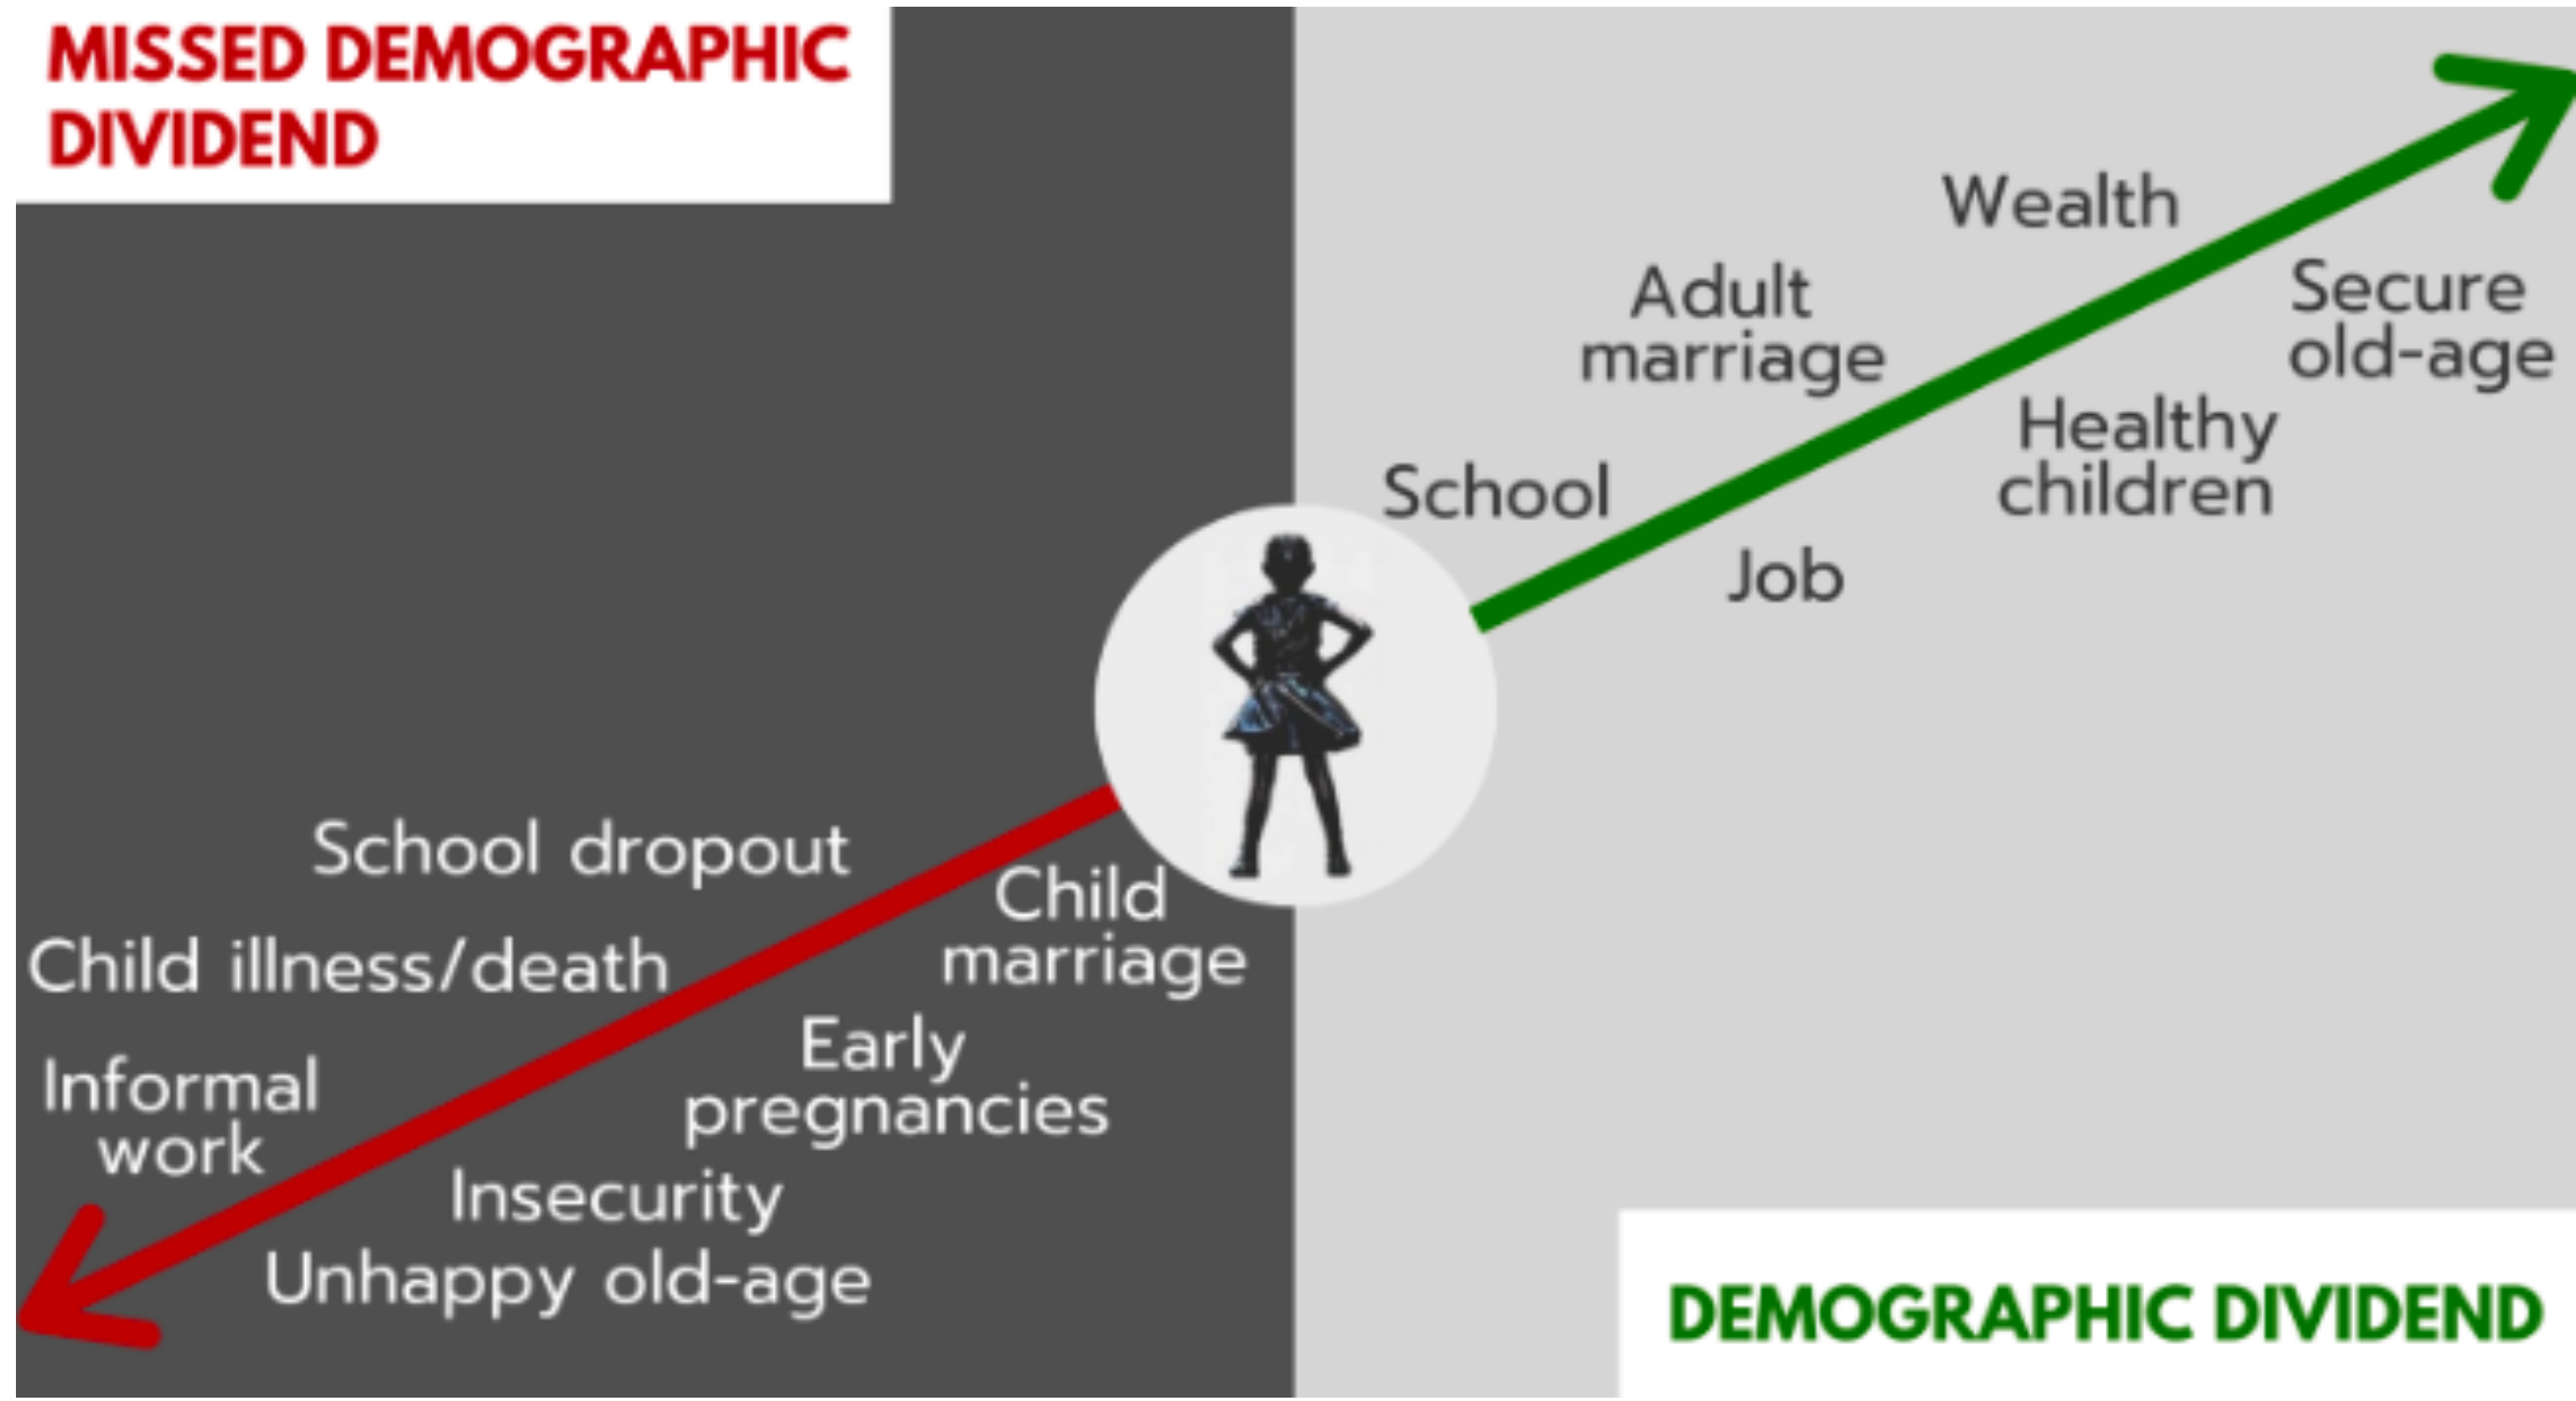 MISSED DEMOGRAPHIC
DIVIDEND
School dropout
Child illness/death
Informal
work
Child
marriage
Early
pregnancies
Insecurity
Unhappy old-age
School
Job
Adult
marriage
Healthy
children
Wealth
Secure
old-age
DEMOGRAPHIC DIVIDEND